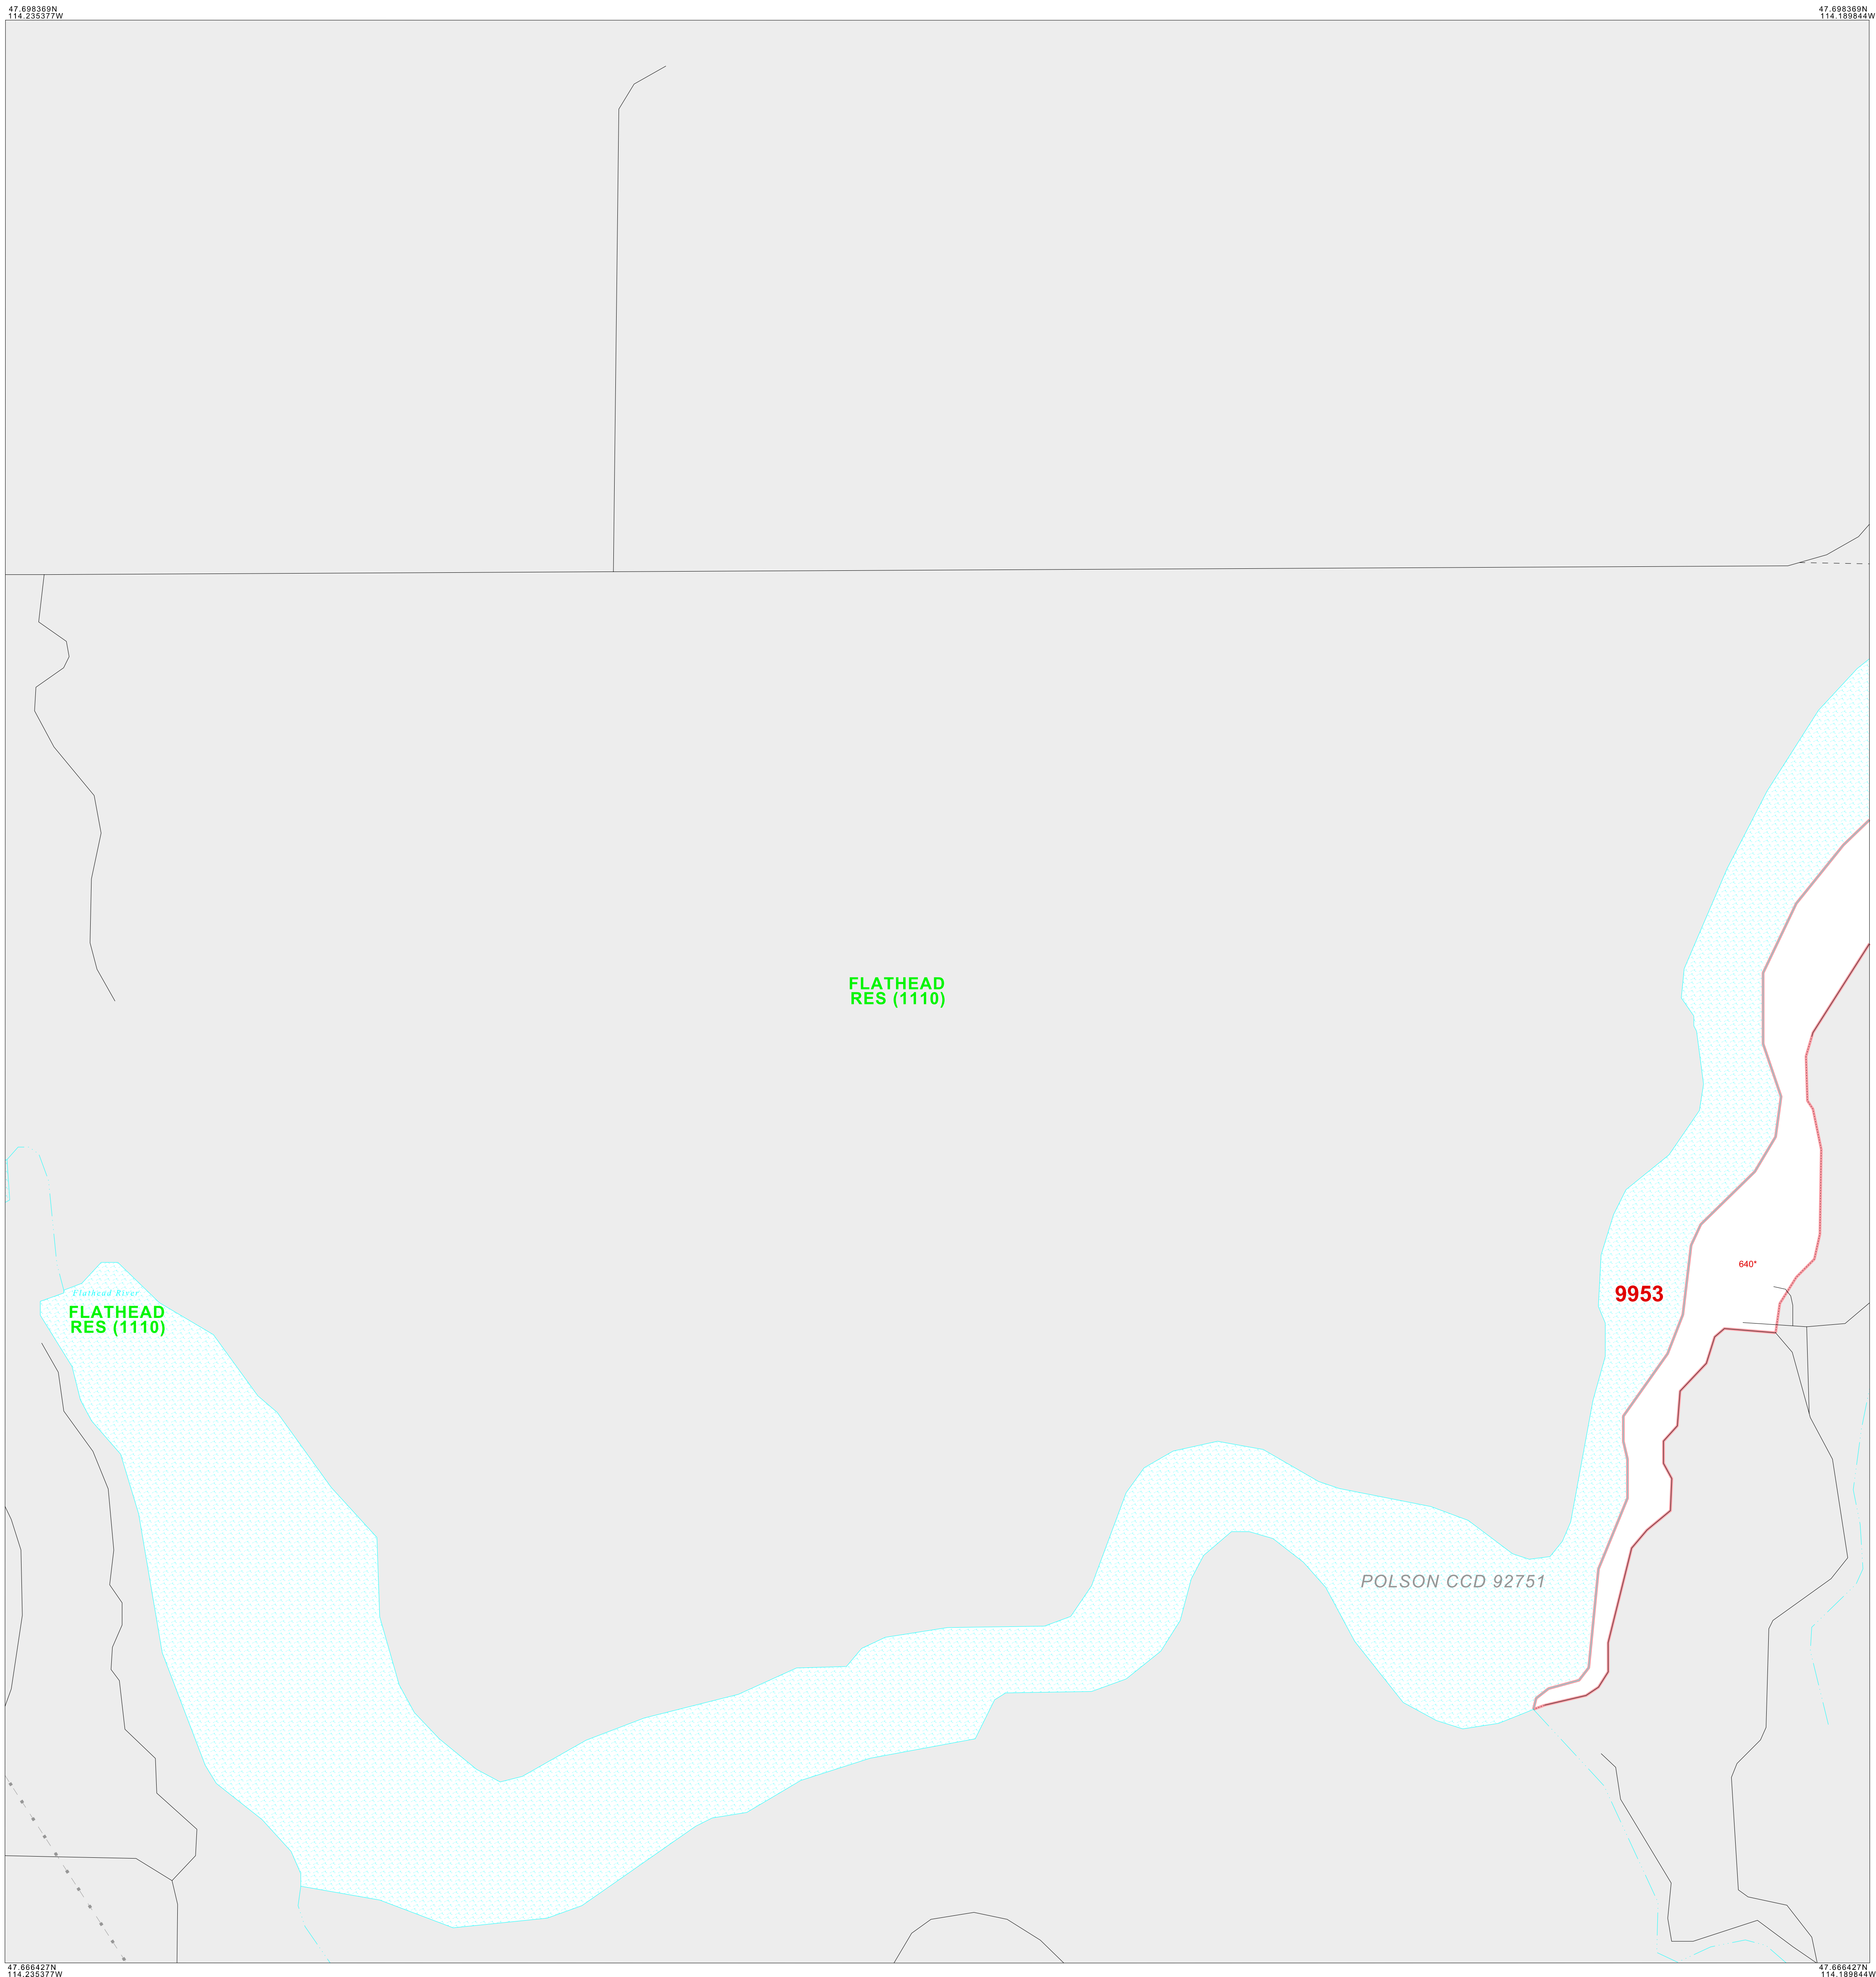 47.698369N
114.235377W
47.698369N
114.189844W
FLATHEAD
RES (1110)
640*
Flathead River
9953
FLATHEAD
RES (1110)
POLSON CCD 92751
47.666427N
114.235377W
47.666427N
114.189844W